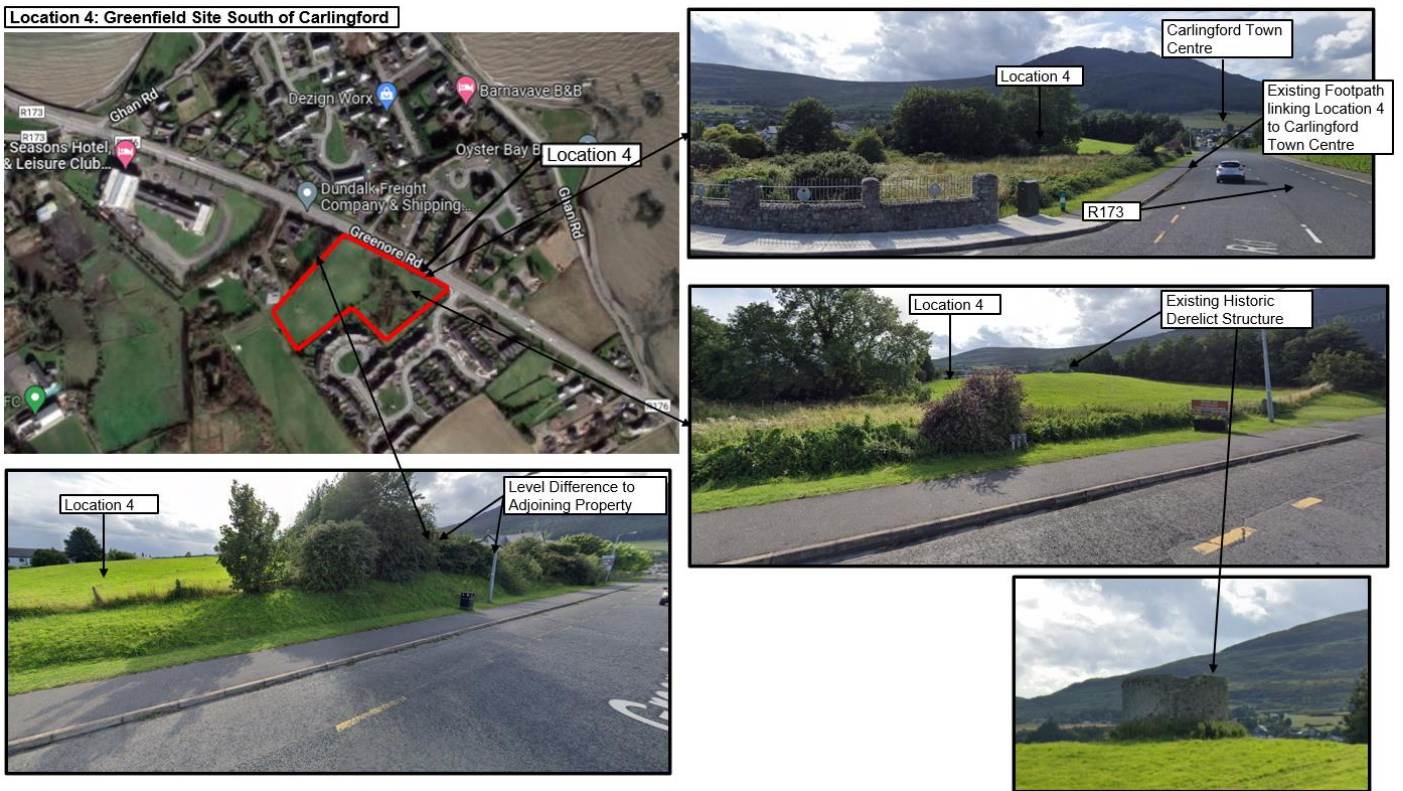 Location 4: Greenfield Site South of Carlingford
Ghan Rd
R173
R173
Seasons Hotel,
& Leisure Club...
Dezign Worx
Barnavave B&B
Oyster Bay B
Location 4
Dundalk Freight
Company & Shipping...
Ghan Rd
Greenore Rd
FC
R176
Carlingford Town
Centre
Location 4
Existing Footpath
linking Location 4
to Carlingford
Town Centre
R173
Location 4
Existing Historic
Derelict Structure
Location 4
Level Difference to
Adjoining Property